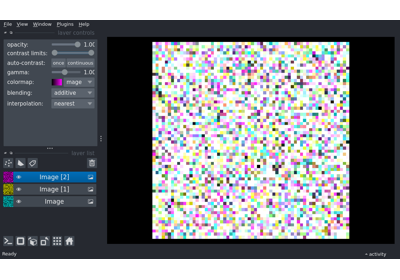 File View Window Plugins Help
layer controls
opacity: 1.00
contrast limits:
auto-contrast: once continuous
gamma: 1.00
colormap: mage
blending: additive
interpolation: nearest
layer list
Image [2]
Image [1]
Image
Ready activity